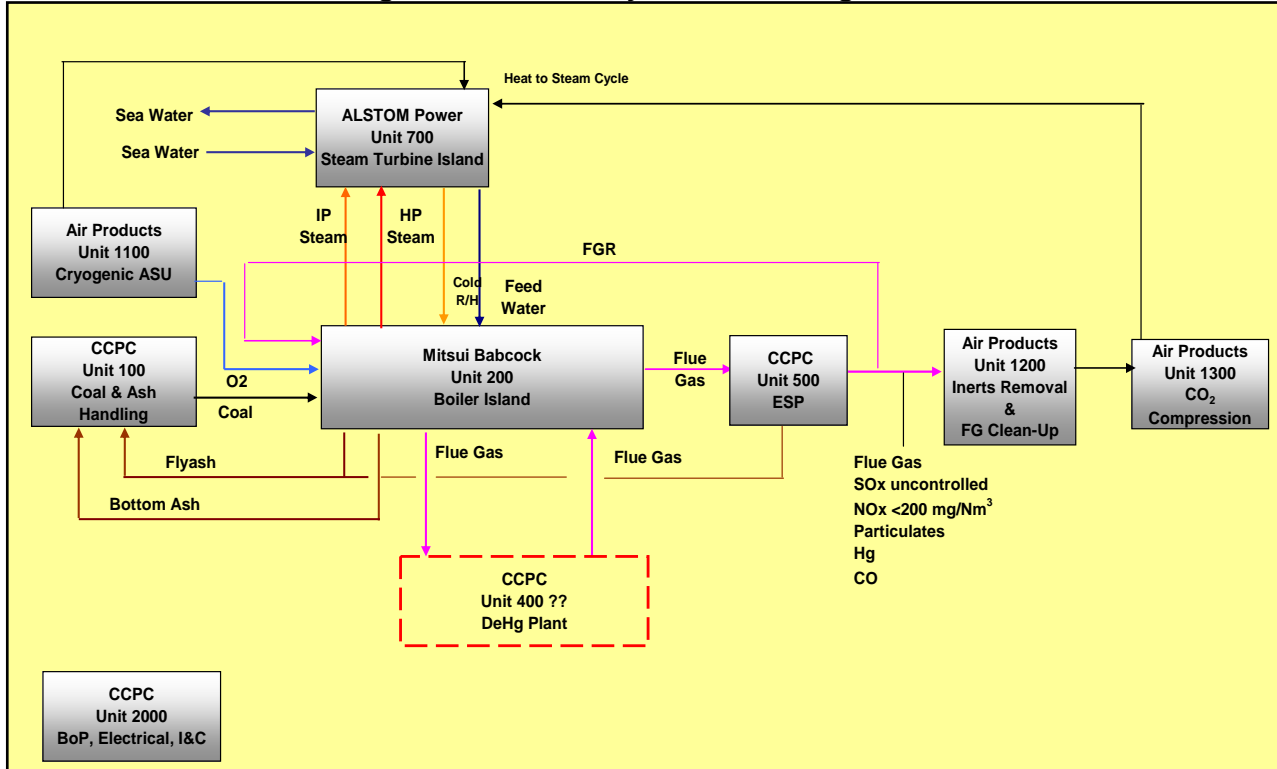 Heat to Steam Cycle
ALSTOM Power
Unit 700
Steam Turbine Island
Sea Water
Sea Water
IP
Steam
HP
Steam
Air Products
Unit 1100
Cryogenic ASU
FGR
Cold
R/H
Feed
Water
CCPC
Unit 100
Coal & Ash
Handling
O2
Coal
Mitsui Babcock
Unit 200
Boiler Island
Flue
Gas
CCPC
Unit 500
ESP
Air Products
Unit 1200
Inerts Removal
&
FG Clean-Up
Air Products
Unit 1300
CO₂
Compression
Flyash
Flue Gas
Flue Gas
Bottom Ash
Flue Gas
SOx uncontrolled
NOx <200 mg/Nm³
Particulates
Hg
CO
CCPC
Unit 400 ??
DeHg Plant
CCPC
Unit 2000
BoP, Electrical, I&C